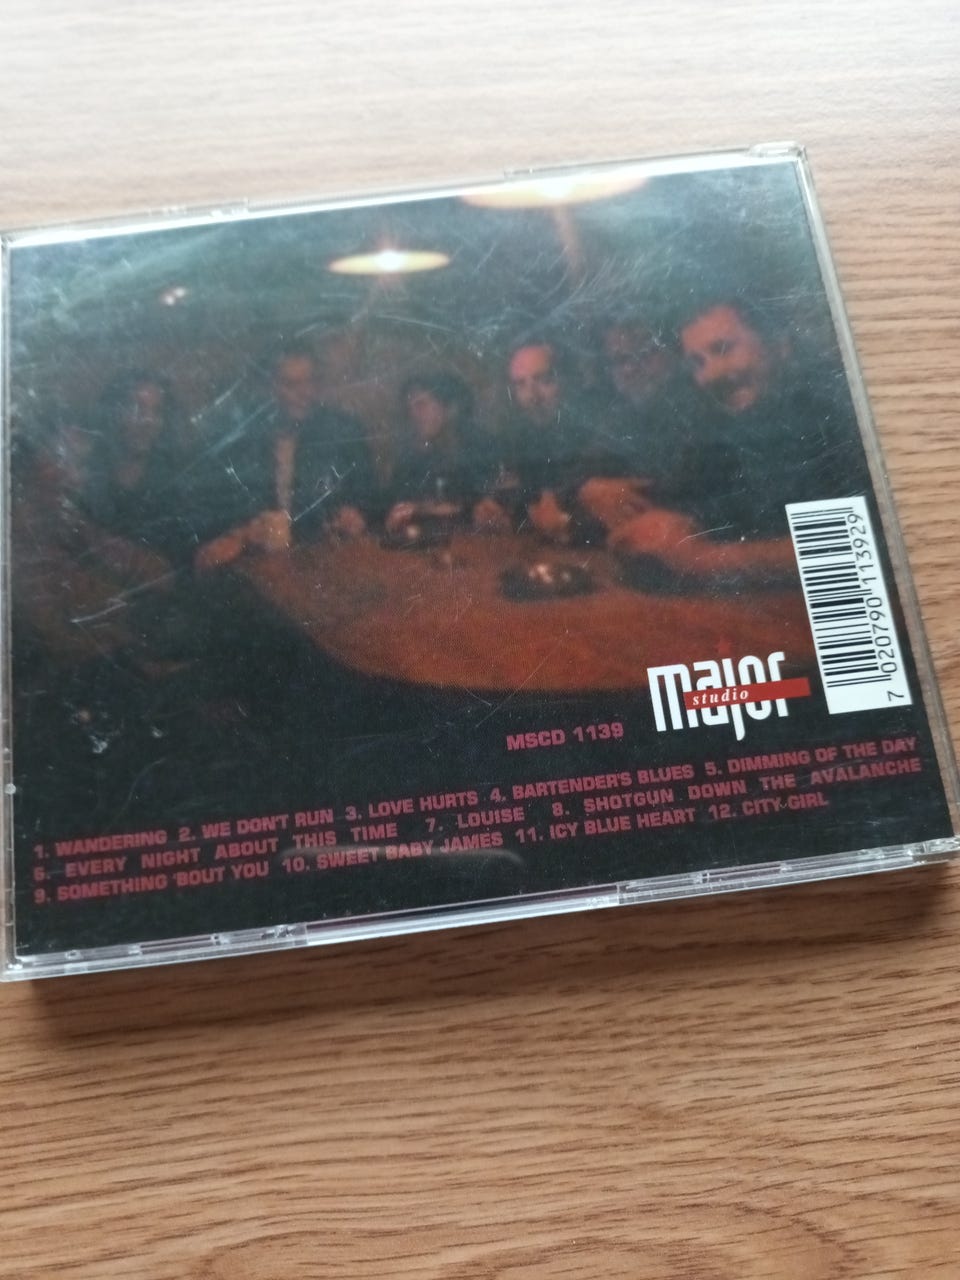 7 020790 113929
major
studio
MSCD 1139
1. WANDERING 2. WE DON'T RUN 3. LOVE HURTS 4. BARTENDER'S BLUES 5. DIMMING OF THE DAY
6. EVERY NIGHT ABOUT THIS TIME 7. LOUISE 8. SHOTGUN DOWN THE AVALANCHE
9. SOMETHING 'BOUT YOU 10. SWEET BABY JAMES 11. ICY BLUE HEART 12. CITY GIRL